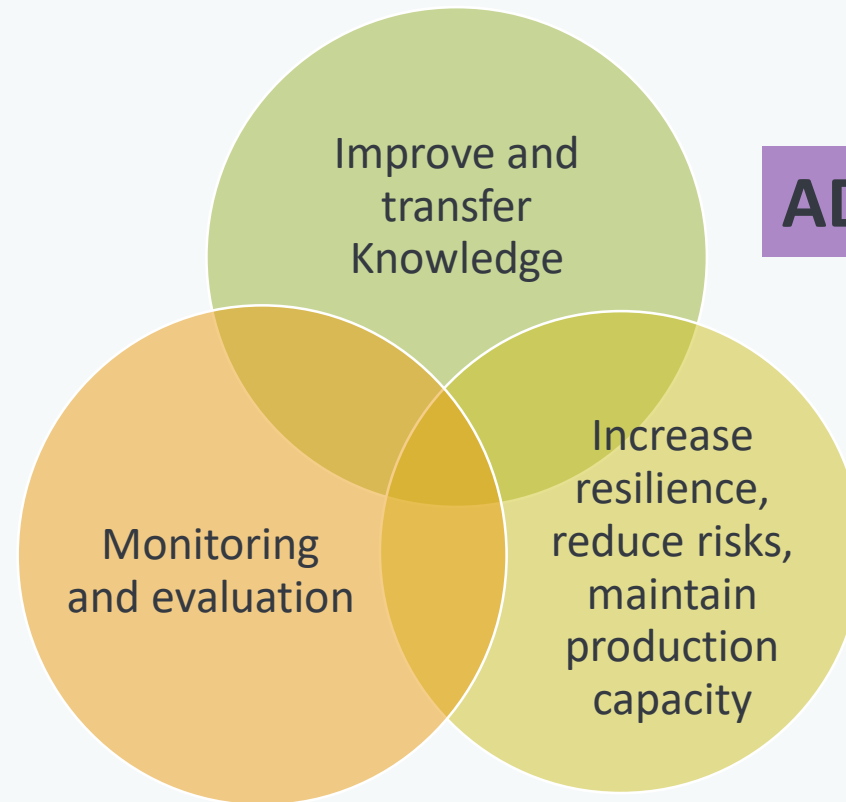 Improve and
transfer
Knowledge
AD
Increase
resilience,
reduce risks,
maintain
production
capacity
Monitoring
and evaluation